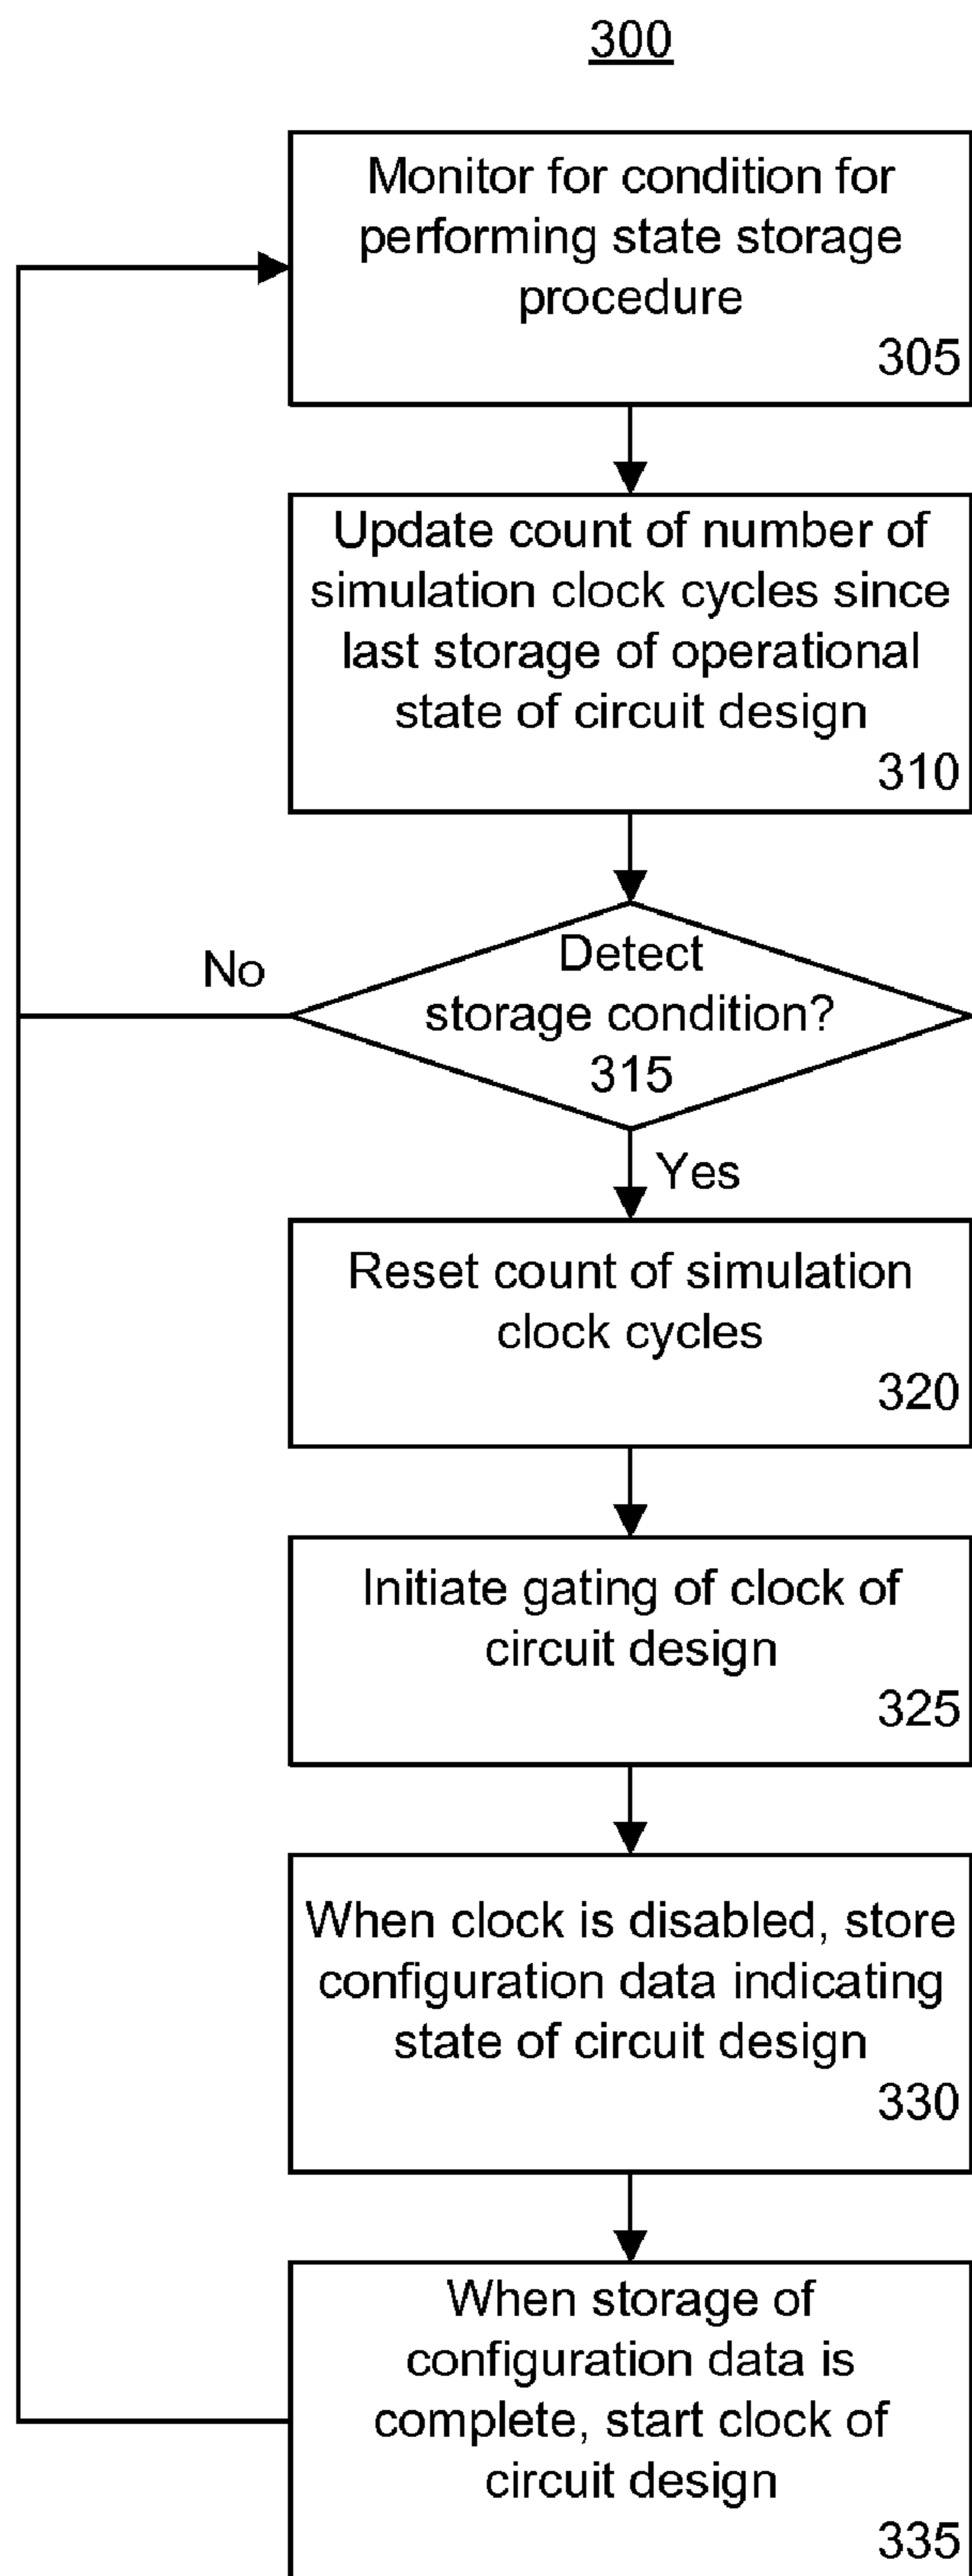 300
Monitor for condition for
performing state storage
procedure
305
Update count of number of
simulation clock cycles since
last storage of operational
state of circuit design
310
Detect
storage condition?
315
No
Yes
Reset count of simulation
clock cycles
320
Initiate gating of clock of
circuit design
325
When clock is disabled, store
configuration data indicating
state of circuit design
330
When storage of
configuration data is
complete, start clock of
circuit design
335